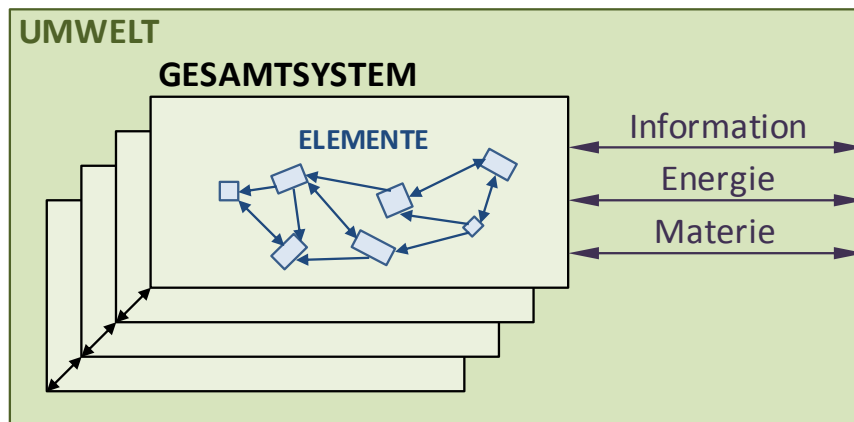 UMWELT
GESAMTSYSTEM
ELEMENTE
Information
Energie
Materie